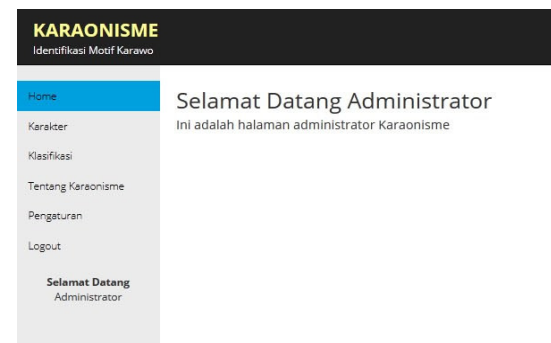 KARAONISME
Identifikasi Motif Karawo
Home
Karakter
Klasifikasi
Tentang Karaonisme
Pengaturan
Logout
Selamat Datang
Administrator
Selamat Datang Administrator
Ini adalah halaman administrator Karaonisme